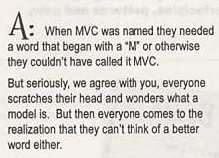 A: When MVC was named they needed
a word that began with a "M" or otherwise
they couldn't have called it MVC.
But seriously, we agree with you, everyone
scratches their head and wonders what a
model is. But then everyone comes to the
realization that they can't think of a better
word either.